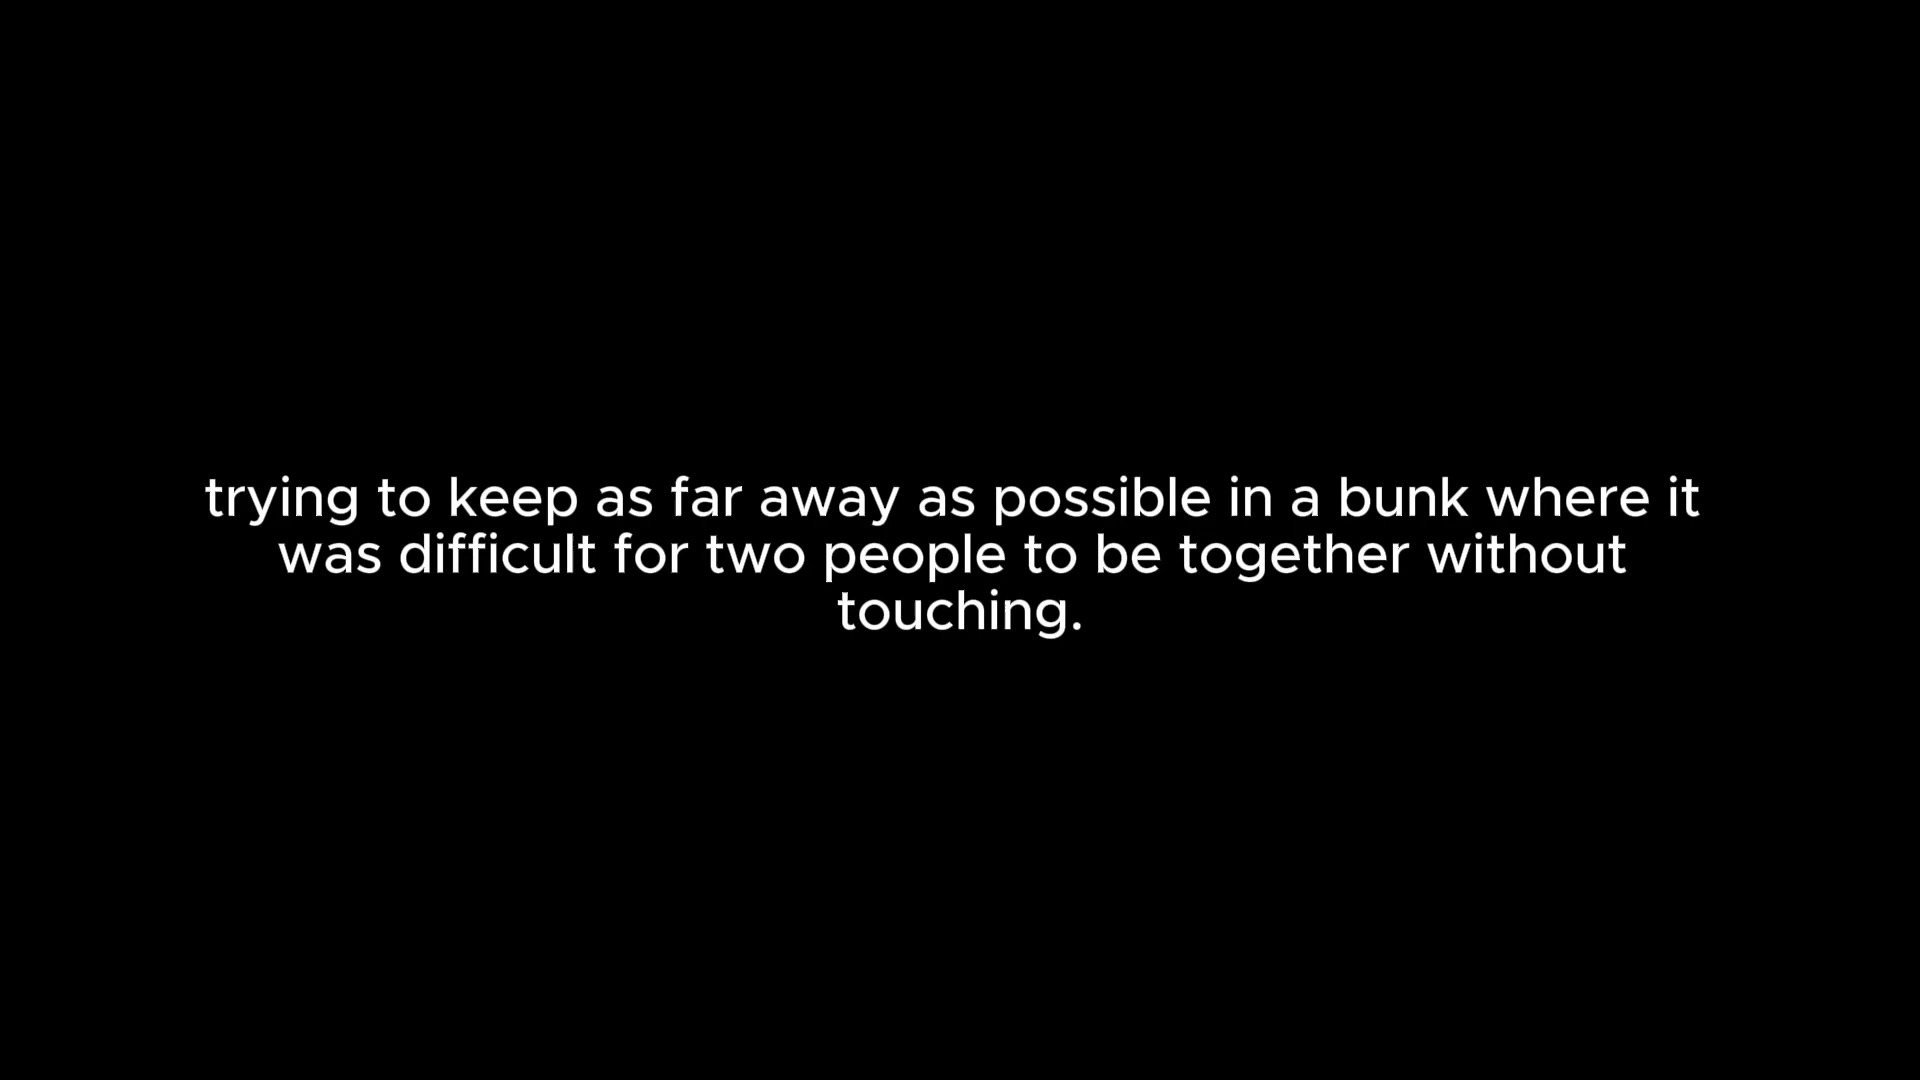 trying to keep as far away as possible in a bunk where it
was difficult for two people to be together without
touching.